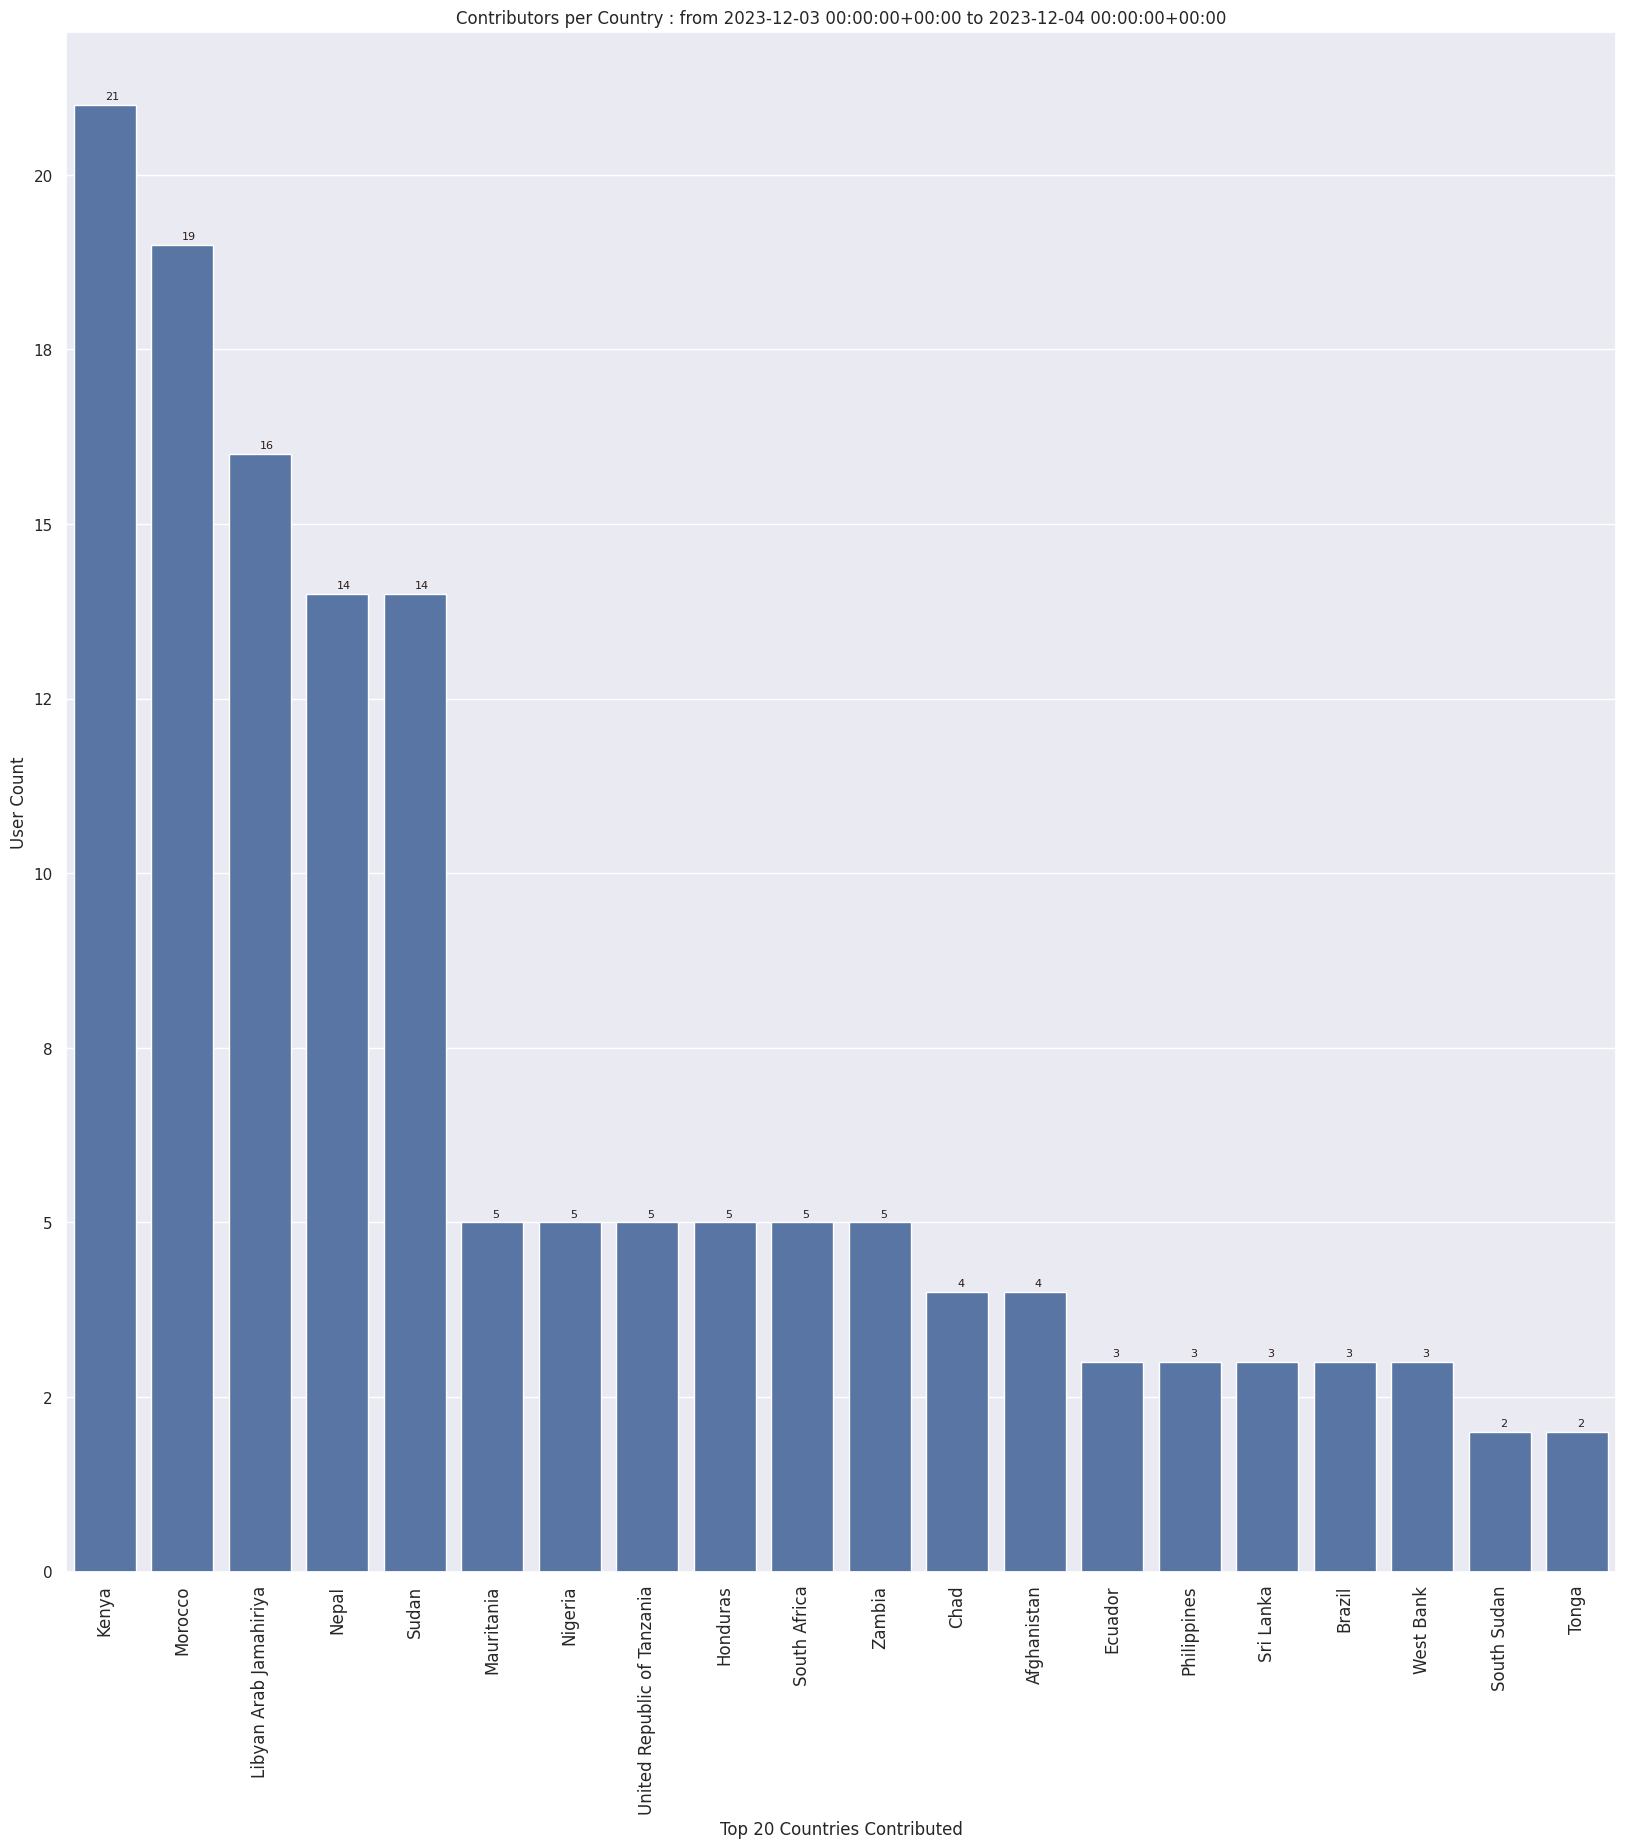 Contributors per Country : from 2023-12-03 00:00:00+00:00 to 2023-12-04 00:00:00+00:00
User Count
20
18
15
12
10
8
5
2
0
21
19
16
14
14
5
5
5
5
5
5
4
4
3
3
3
3
3
2
2
Kenya
Morocco
Libyan Arab Jamahiriya
Nepal
Sudan
Mauritania
Nigeria
United Republic of Tanzania
Honduras
South Africa
Zambia
Chad
Afghanistan
Ecuador
Philippines
Sri Lanka
Brazil
West Bank
South Sudan
Tonga
Top 20 Countries Contributed